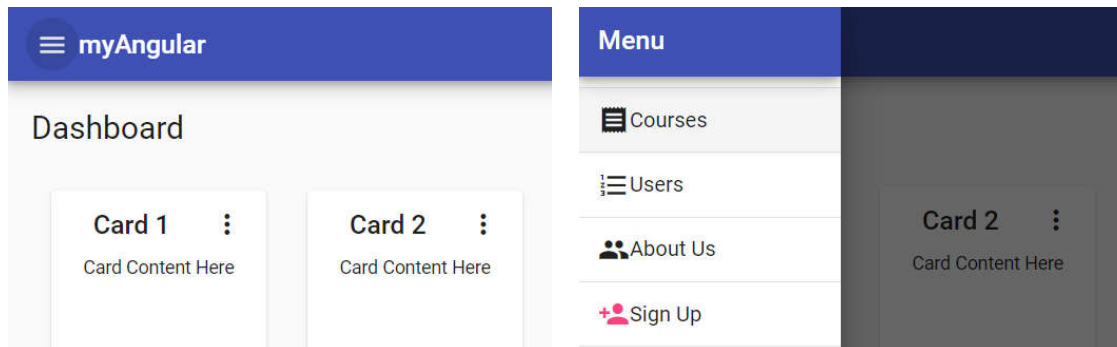 myAngular
Dashboard
Card 1
Card 2
Card Content Here
Card Content Here
Menu
Courses
Users
About Us
Sign Up
Card 2
Card Content Here